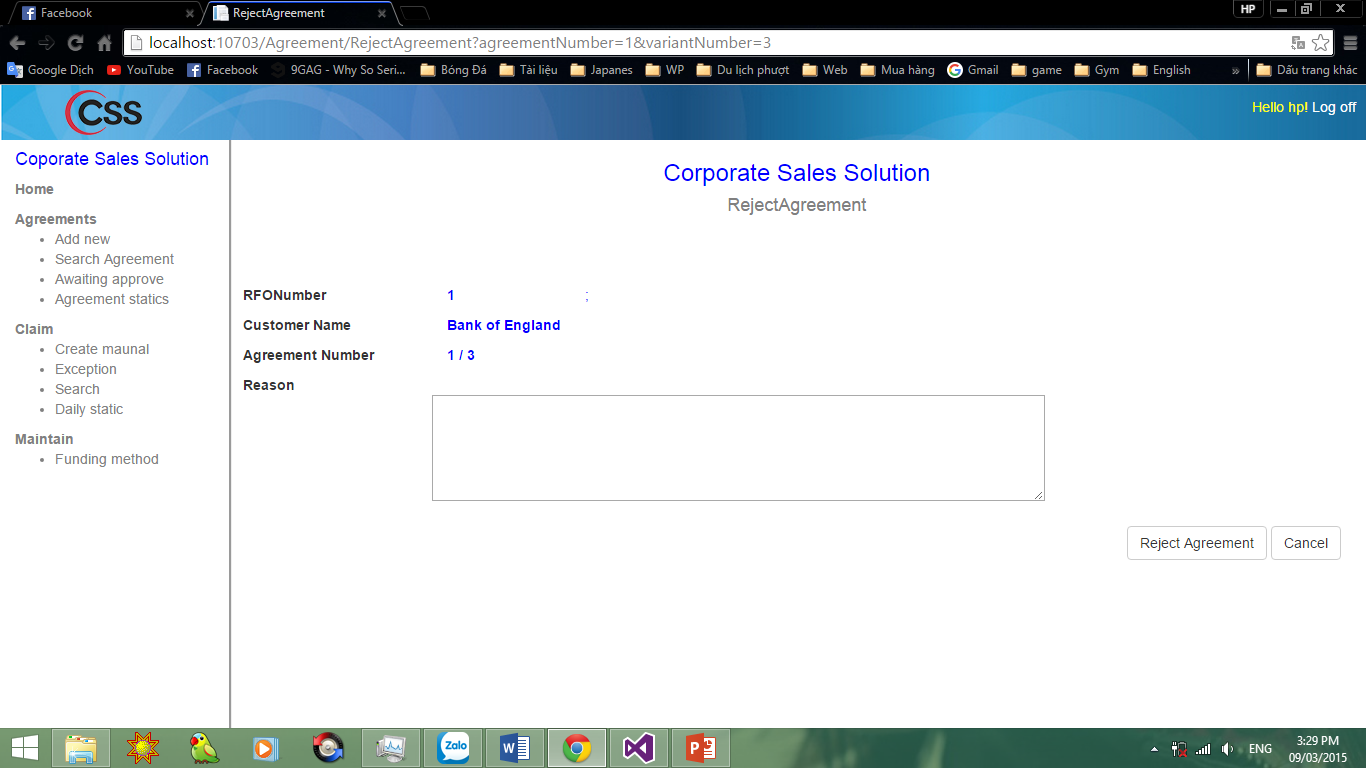 Facebook
RejectAgreement
HP
localhost:10703/Agreement/RejectAgreement?agreementNumber=1&variantNumber=3
Google Dịch YouTube Facebook 9GAG - Why So Seri... Bóng Đá Tài liệu Japanes WP Du lịch phượt Web Mua hàng Gmail game Gym English » Dấu trang khác
CSS
Hello hp! Log off
Coporate Sales Solution
Home
Agreements
Add new
Search Agreement
Awaiting approve
Agreement statics
Claim
Create maunal
Exception
Search
Daily static
Maintain
Funding method
Corporate Sales Solution
RejectAgreement
RFONumber 1 ;
Customer Name Bank of England
Agreement Number 1 / 3
Reason
Reject Agreement Cancel
Zalo
ENG
3:29 PM
09/03/2015